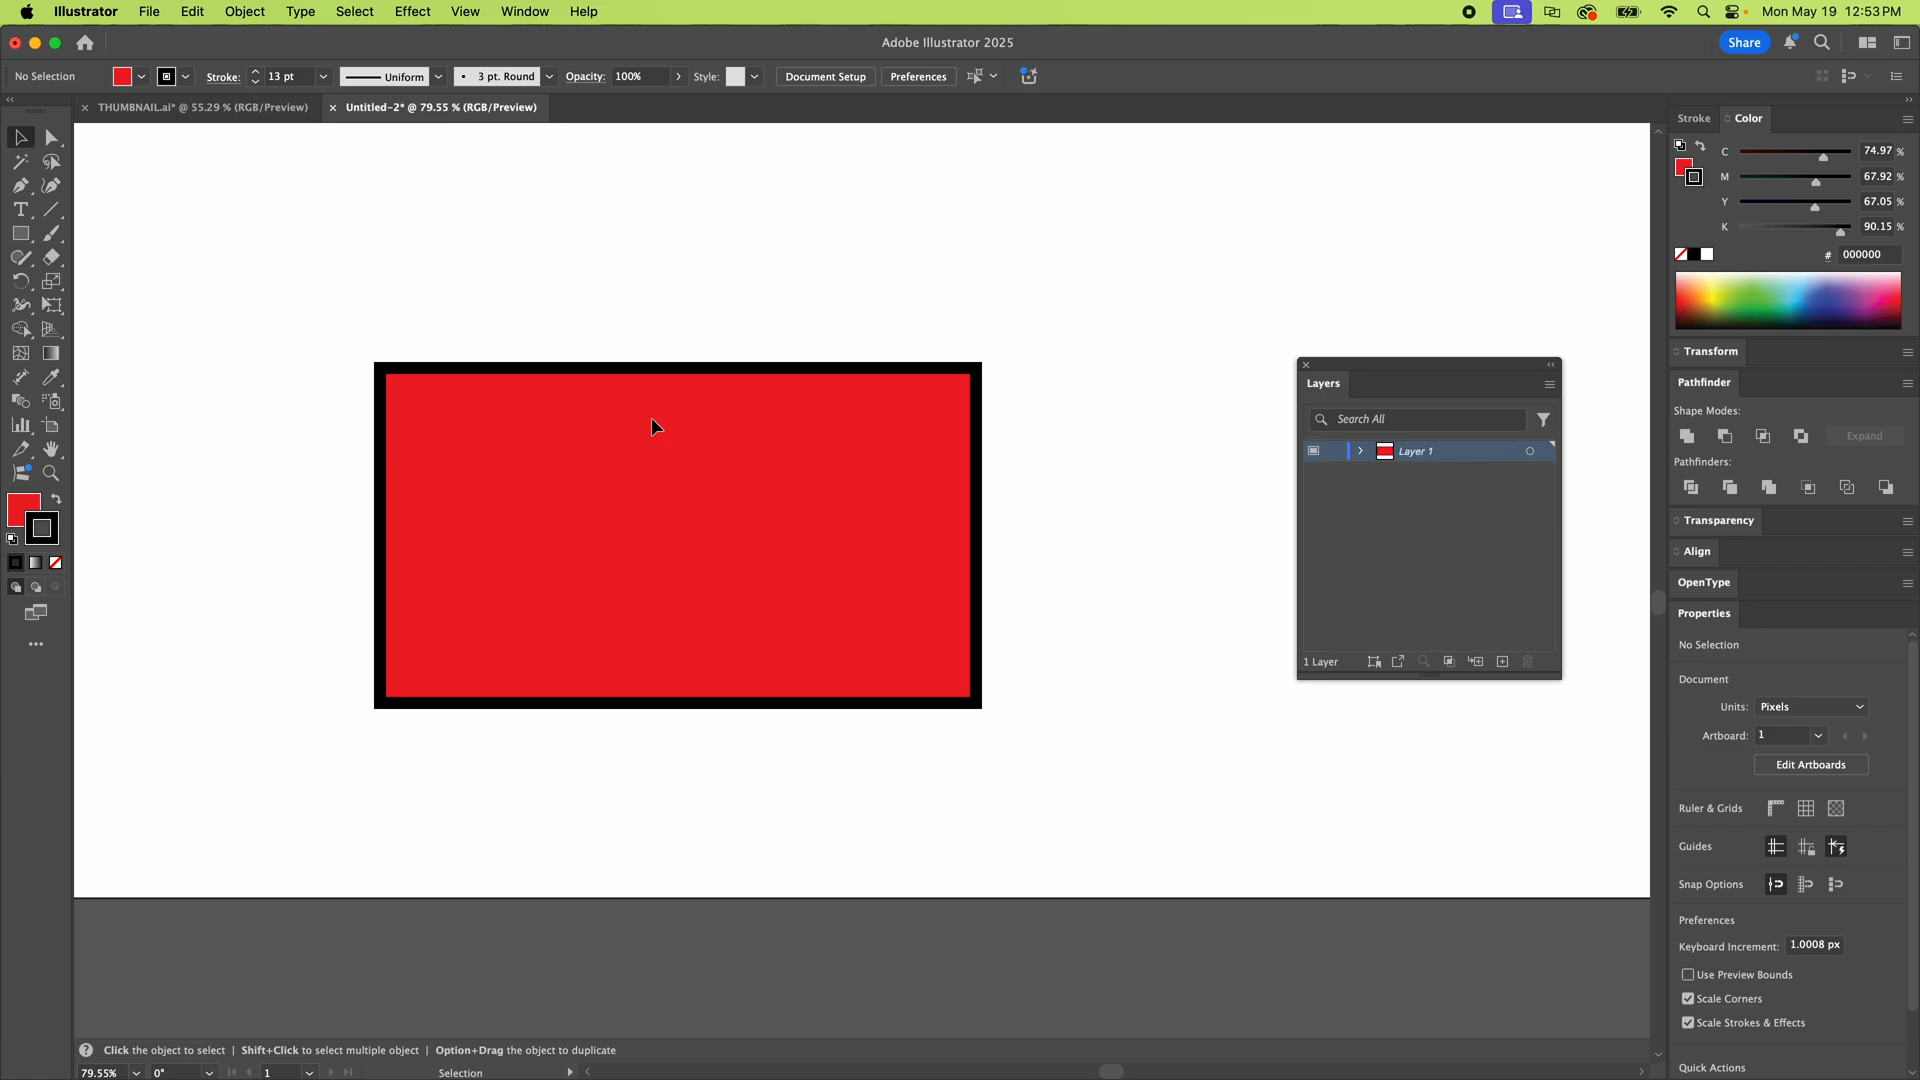 Illustrator File Edit Object Type Select Effect View Window Help Mon May 19 12:53 PM
Adobe Illustrator 2025 Share
No Selection Stroke: 13 pt Uniform 3 pt. Round Opacity: 100% Style: Document Setup Preferences
THUMBNAIL.ai* @ 55.29 % (RGB/Preview) Untitled-2* @ 79.55 % (RGB/Preview)
Stroke Color
C 74.97 %
M 67.92 %
Y 67.05 %
K 90.15 %
# 000000
Transform
Pathfinder
Shape Modes:
Expand
Pathfinders:
Transparency
Align
OpenType
Properties
No Selection
Document
Units: Pixels
Artboard: 1
Edit Artboards
Ruler & Grids
Guides
Snap Options
Preferences
Keyboard Increment: 1.0008 px
Use Preview Bounds
Scale Corners
Scale Strokes & Effects
Quick Actions
Layers
Search All
Layer 1
1 Layer
Click the object to select | Shift+Click to select multiple object | Option+Drag the object to duplicate
79.55% 0° 1 Selection